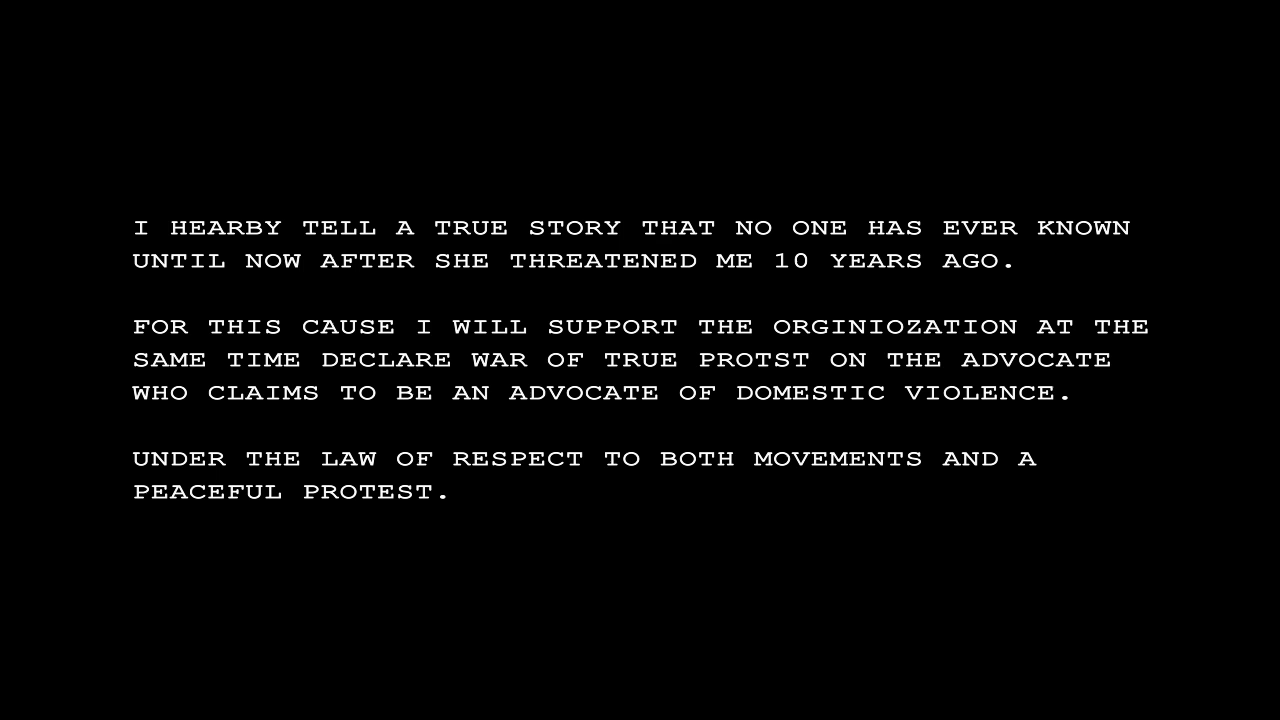 I HEARBY TELL A TRUE STORY THAT NO ONE HAS EVER KNOWN
UNTIL NOW AFTER SHE THREATENED ME 10 YEARS AGO.
FOR THIS CAUSE I WILL SUPPORT THE ORGINIOZATION AT THE
SAME TIME DECLARE WAR OF TRUE PROTST ON THE ADVOCATE
WHO CLAIMS TO BE AN ADVOCATE OF DOMESTIC VIOLENCE.
UNDER THE LAW OF RESPECT TO BOTH MOVEMENTS AND A
PEACEFUL PROTEST.